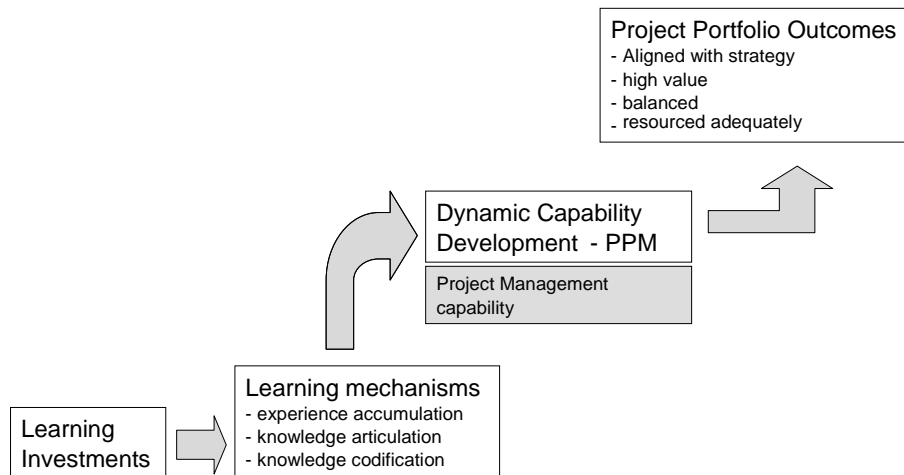 Project Portfolio Outcomes
- Aligned with strategy
- high value
- balanced
- resourced adequately
Dynamic Capability
Development - PPM
Project Management
capability
Learning mechanisms
- experience accumulation
- knowledge articulation
- knowledge codification
Learning
Investments